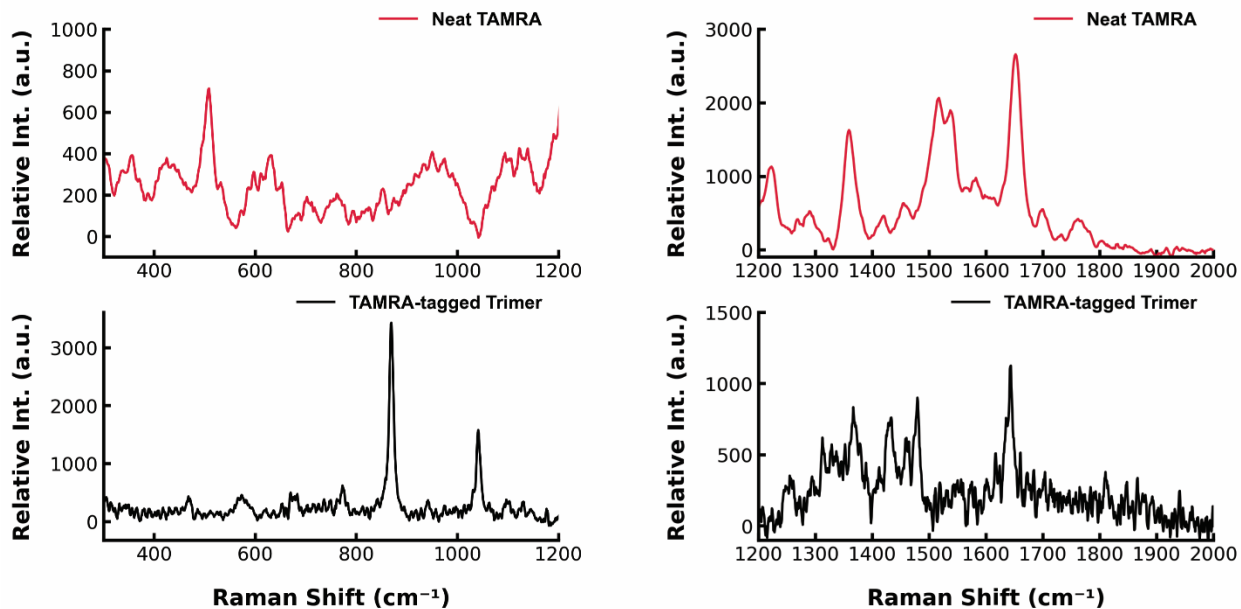 Neat TAMRA
Relative Int. (a.u.)
1000
800
600
400
200
0
400 600 800 1000 1200
Neat TAMRA
Relative Int. (a.u.)
3000
2000
1000
0
1200 1300 1400 1500 1600 1700 1800 1900 2000
TAMRA-tagged Trimer
Relative Int. (a.u.)
3000
2000
1000
0
400 600 800 1000 1200
Raman Shift (cm⁻¹)
TAMRA-tagged Trimer
Relative Int. (a.u.)
1500
1000
500
0
1200 1300 1400 1500 1600 1700 1800 1900 2000
Raman Shift (cm⁻¹)